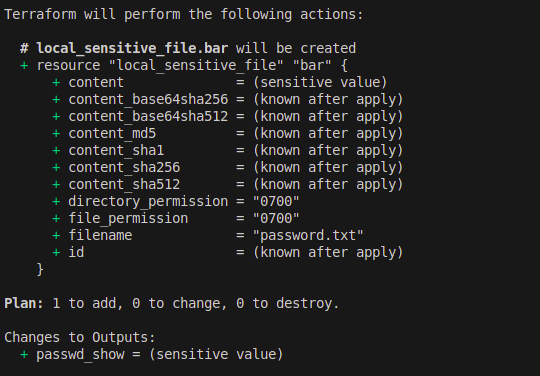 Terraform will perform the following actions:
# local_sensitive_file.bar will be created
+ resource "local_sensitive_file" "bar" {
+ content = (sensitive value)
+ content_base64sha256 = (known after apply)
+ content_base64sha512 = (known after apply)
+ content_md5 = (known after apply)
+ content_sha1 = (known after apply)
+ content_sha256 = (known after apply)
+ content_sha512 = (known after apply)
+ directory_permission = "0700"
+ file_permission = "0700"
+ filename = "password.txt"
+ id = (known after apply)
}
Plan: 1 to add, 0 to change, 0 to destroy.
Changes to Outputs:
+ passwd_show = (sensitive value)